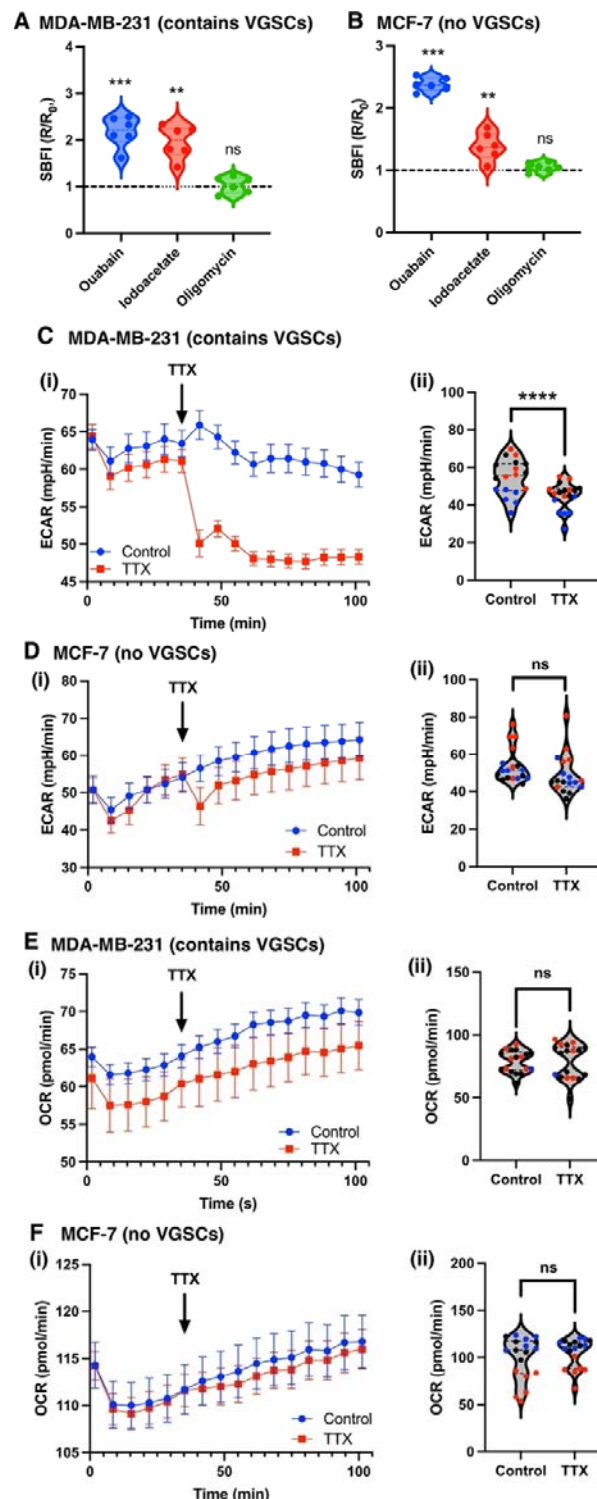 A MDA-MB-231 (contains VGSCs)
SBFI (R/R0,)
4
3
2
1
0
***
**
ns
Ouabain
Iodoacetate
Oligomycin
B MCF-7 (no VGSCs)
SBFI (R/R0)
3
2
1
0
***
**
ns
Ouabain
Iodoacetate
Oligomycin
C MDA-MB-231 (contains VGSCs)
(i)
TTX
ECAR (mpH/min)
70
65
60
55
50
45
Control
TTX
0 50 100
Time (min)
(ii)
****
ECAR (mpH/min)
100
80
60
40
20
0
Control TTX
D MCF-7 (no VGSCs)
(i)
TTX
ECAR (mpH/min)
80
70
60
50
40
30
Control
TTX
0 50 100
Time (min)
(ii)
ns
ECAR (mpH/min)
100
80
60
40
20
0
Control TTX
E MDA-MB-231 (contains VGSCs)
(i)
TTX
OCR (pmol/min)
75
70
65
60
55
50
Control
TTX
0 50 100
Time (s)
(ii)
ns
OCR (pmol/min)
150
100
50
0
Control TTX
F MCF-7 (no VGSCs)
(i)
TTX
OCR (pmol/min)
125
120
115
110
105
Control
TTX
0 50 100
Time (min)
(ii)
ns
OCR (pmol/min)
200
150
100
50
0
Control TTX